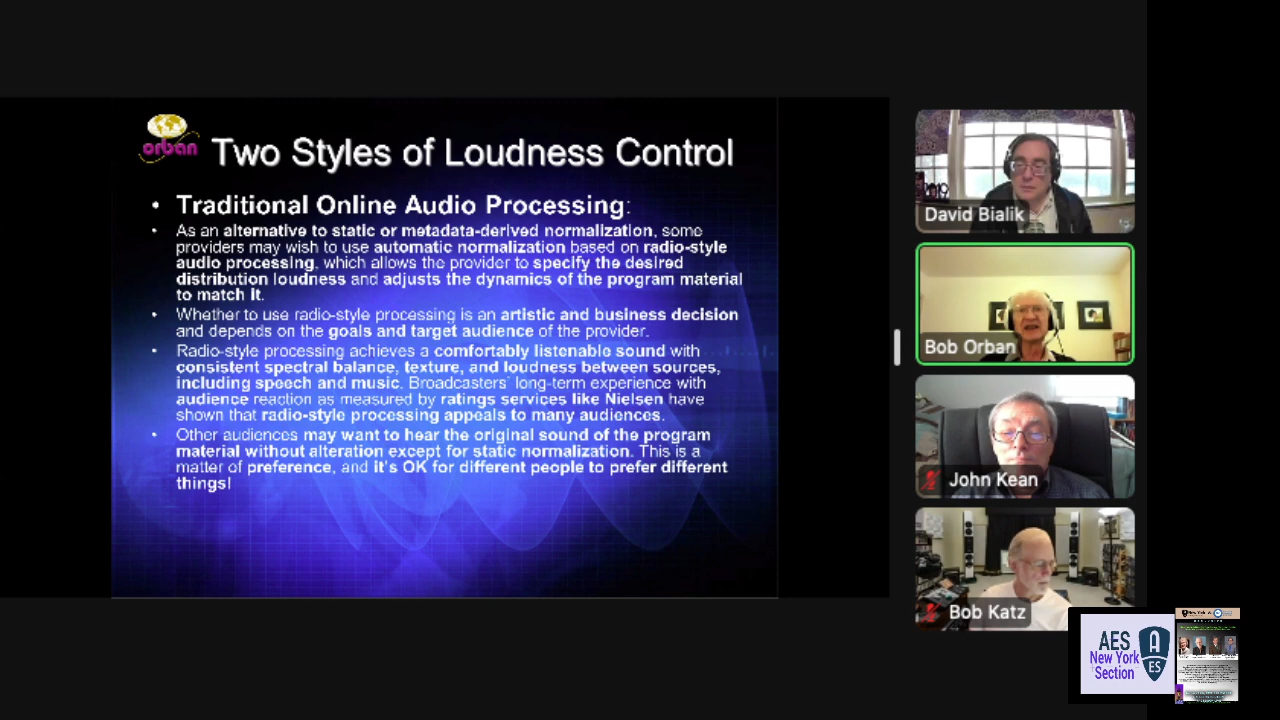 orban
Two Styles of Loudness Control
• Traditional Online Audio Processing:
• As an alternative to static or metadata-derived normalization, some
providers may wish to use automatic normalization based on radio-style
audio processing, which allows the provider to specify the desired
distribution loudness and adjusts the dynamics of the program material
to match it.
• Whether to use radio-style processing is an artistic and business decision
and depends on the goals and target audience of the provider.
• Radio-style processing achieves a comfortably listenable sound with
consistent spectral balance, texture, and loudness between sources,
including speech and music. Broadcasters' long-term experience with
audience reaction as measured by ratings services like Nielsen have
shown that radio-style processing appeals to many audiences.
• Other audiences may want to hear the original sound of the program
material without alteration except for static normalization. This is a
matter of preference, and it's OK for different people to prefer different
things!
David Bialik
Bob Orban
John Kean
Bob Katz
AES
New York
Section
A
ES